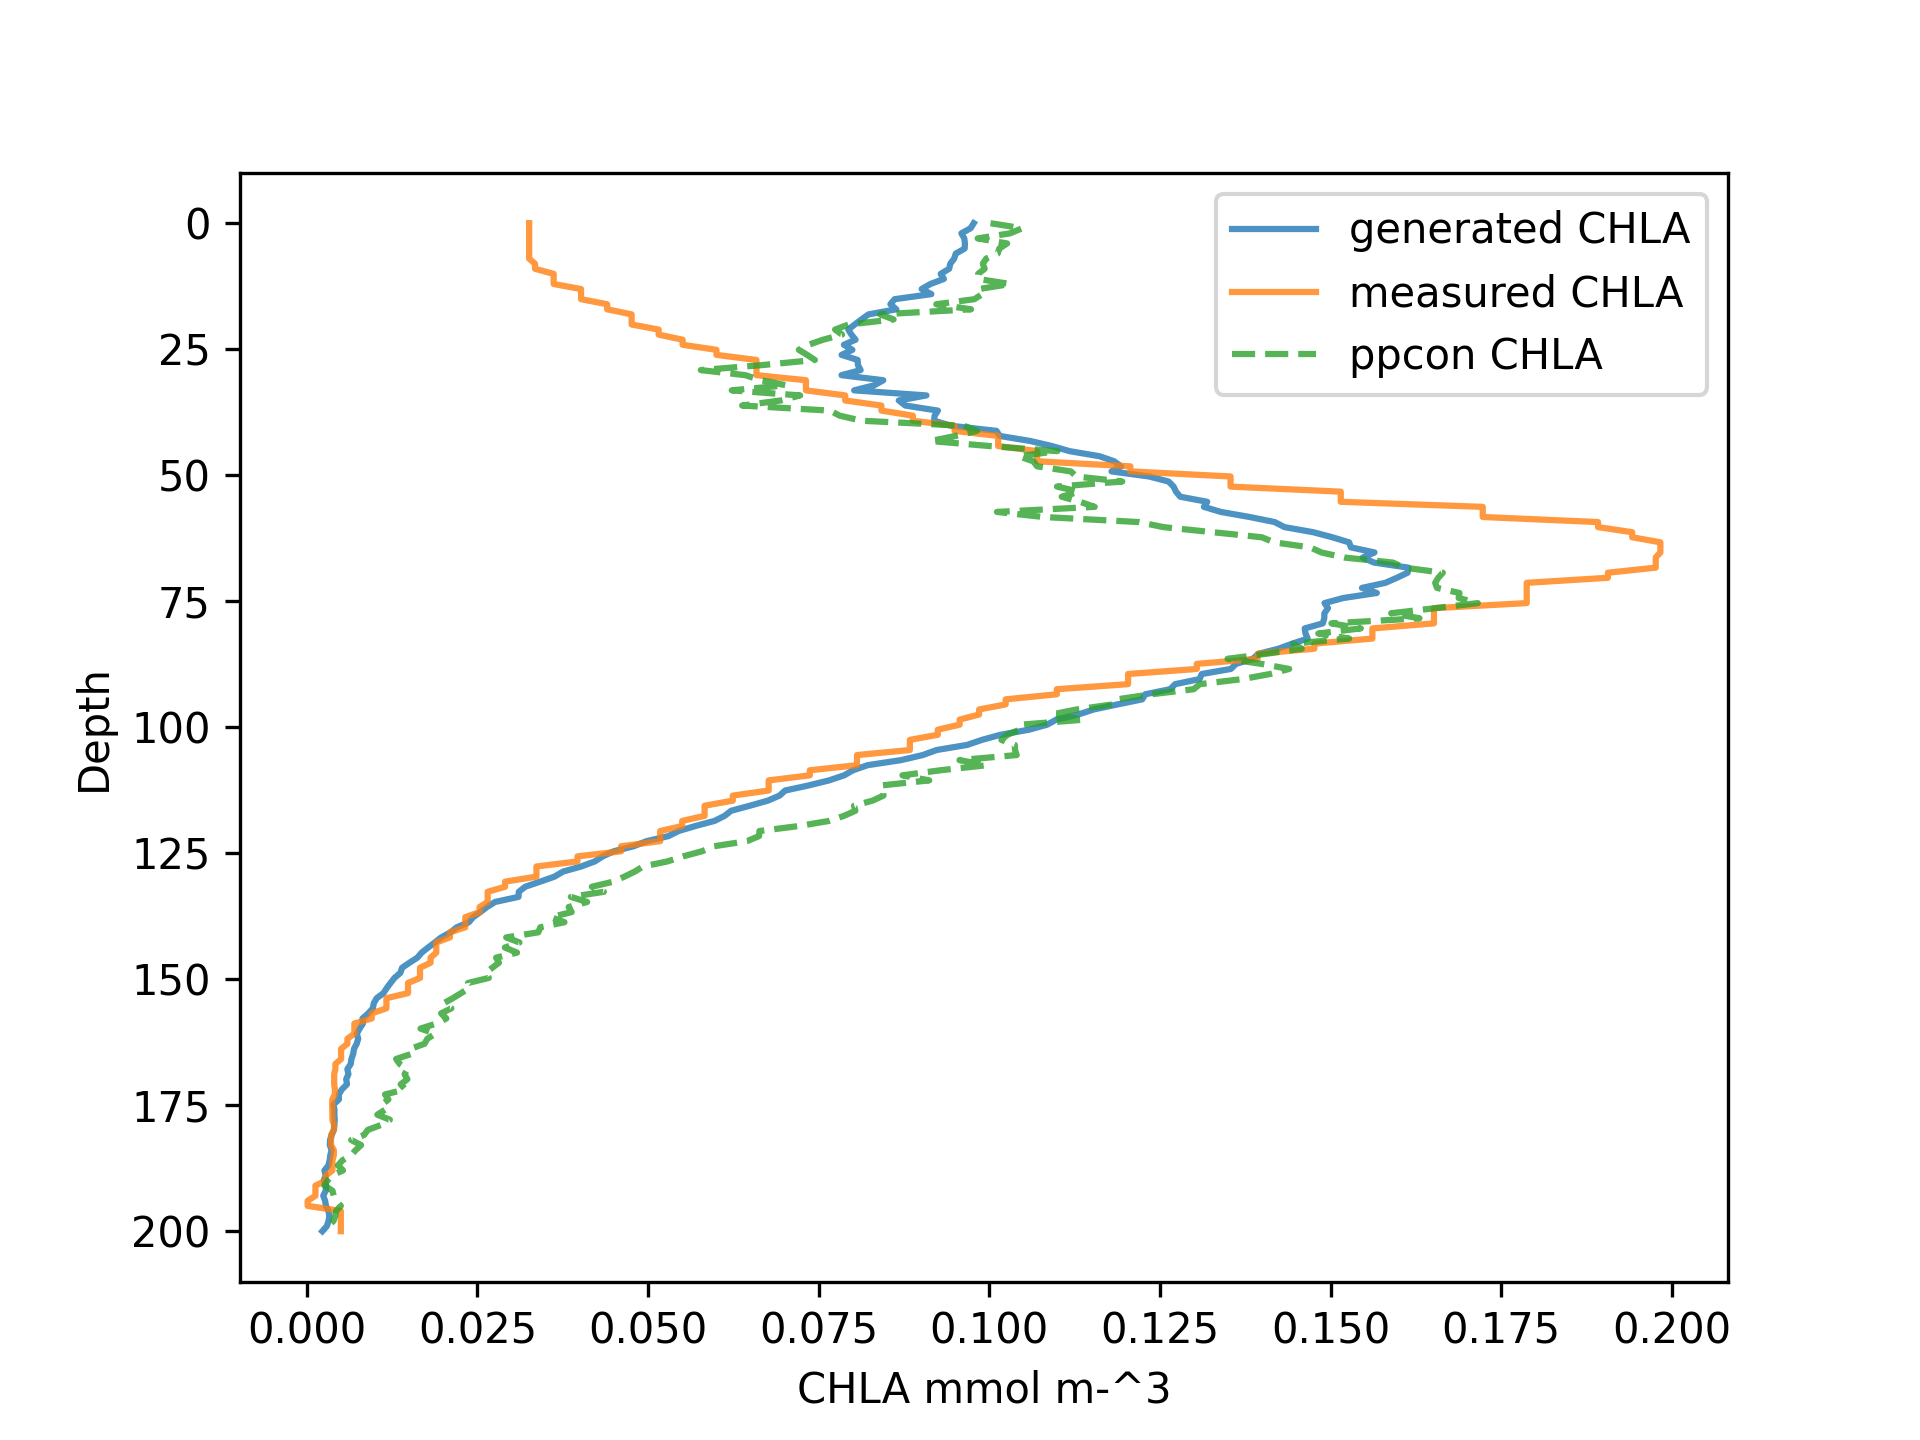 generated CHLA
measured CHLA
ppcon CHLA
0
25
50
75
100
125
150
175
200
Depth
0.000 0.025 0.050 0.075 0.100 0.125 0.150 0.175 0.200
CHLA mmol m-^3